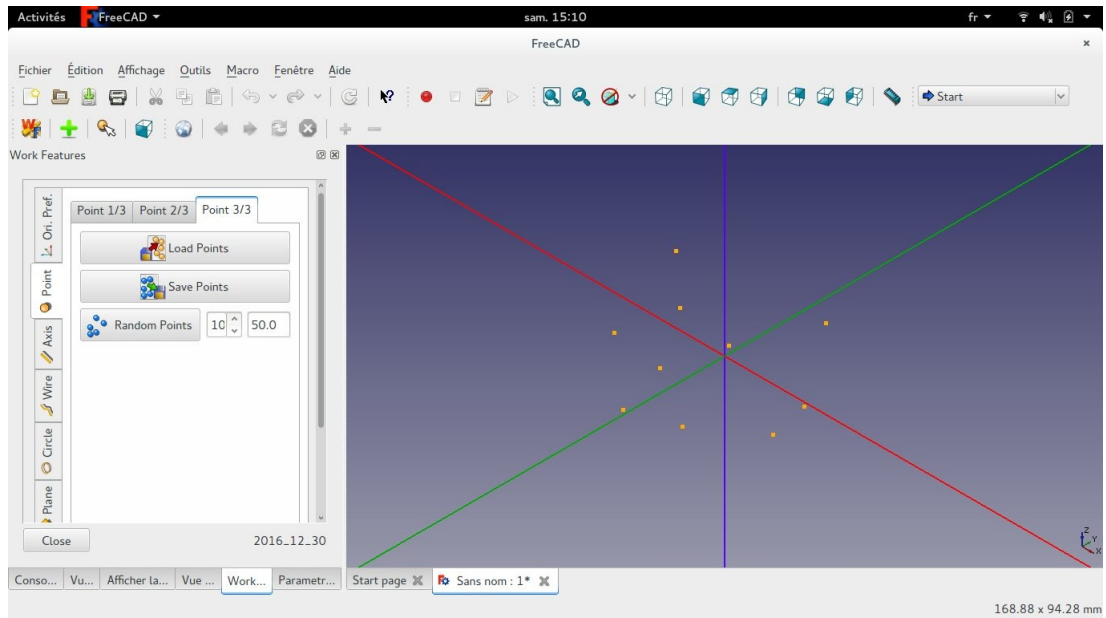 Activités FreeCAD sam. 15:10 fr
FreeCAD
Fichier Édition Affichage Outils Macro Fenêtre Aide
Start
Work Features
Ori. Pref.
Point
Axis
Wire
Circle
Plane
Point 1/3 Point 2/3 Point 3/3
Load Points
Save Points
Random Points 10 50.0
Z
Y
X
Close 2016_12_30
Conso... Vu... Afficher la... Vue ... Work... Parametr... Start page Sans nom : 1*
168.88 x 94.28 mm